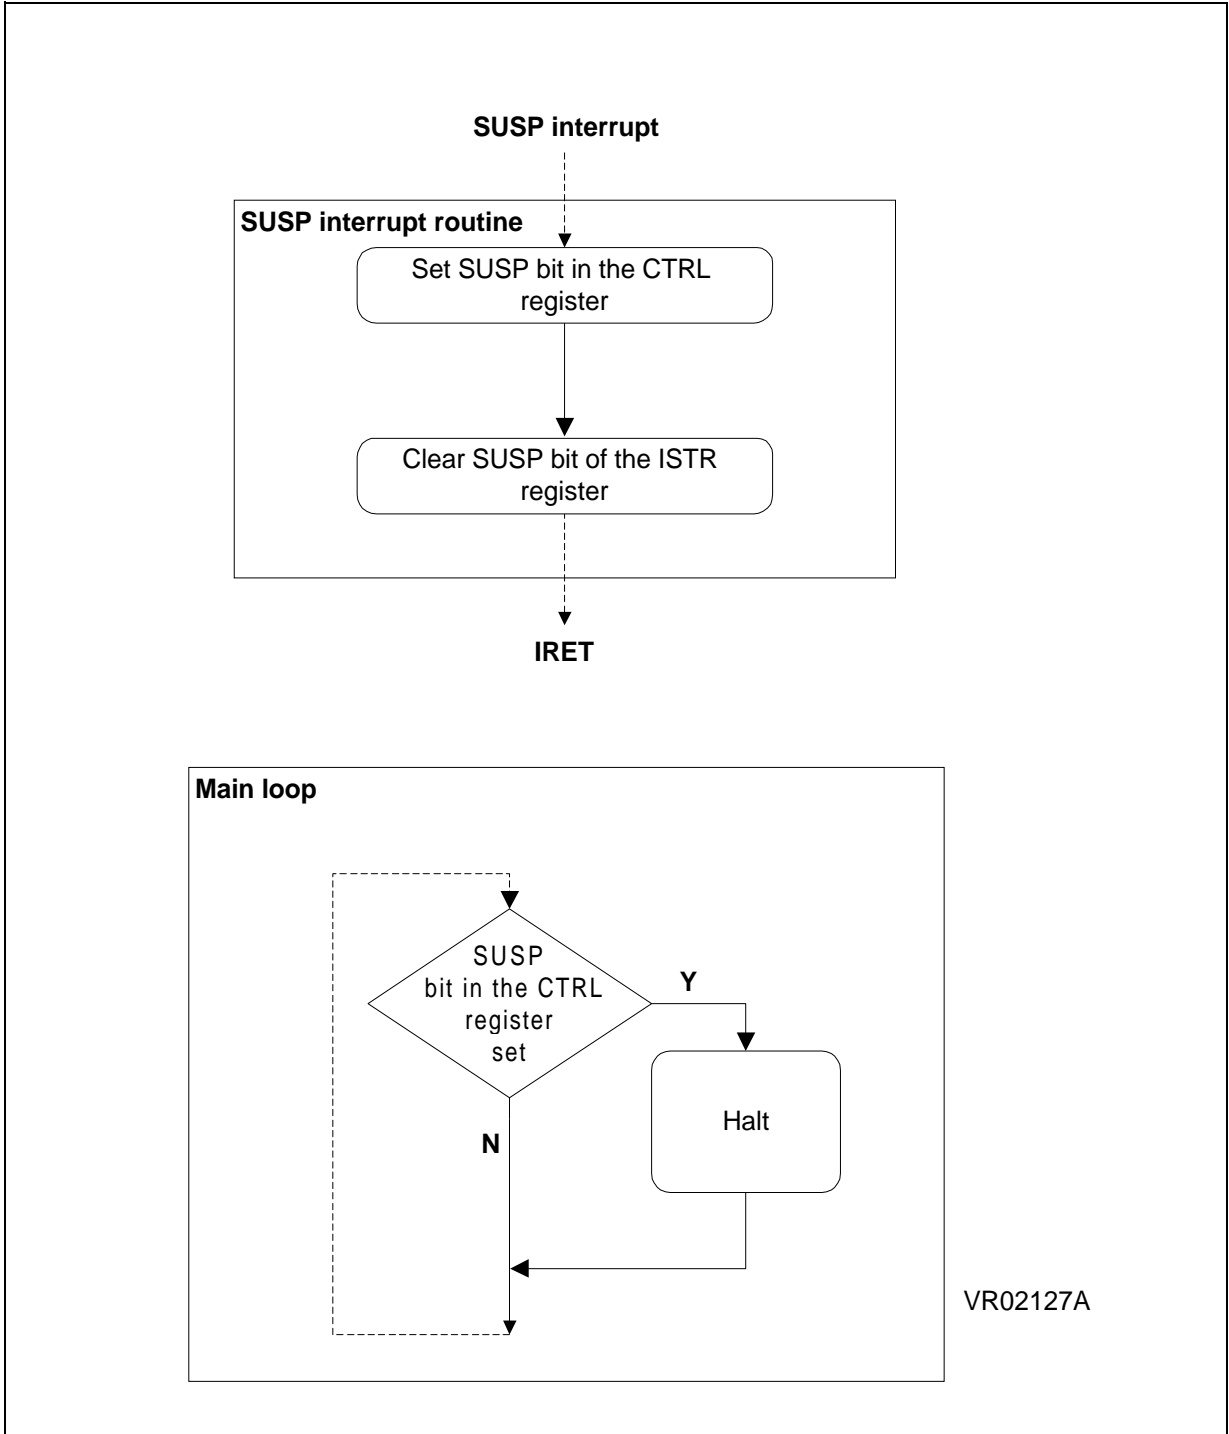 SUSP interrupt
SUSP interrupt routine
Set SUSP bit in the CTRL
register
Clear SUSP bit of the ISTR
register
IRET
Main loop
SUSP
bit in the CTRL
register
set
Y
Halt
N
VR02127A